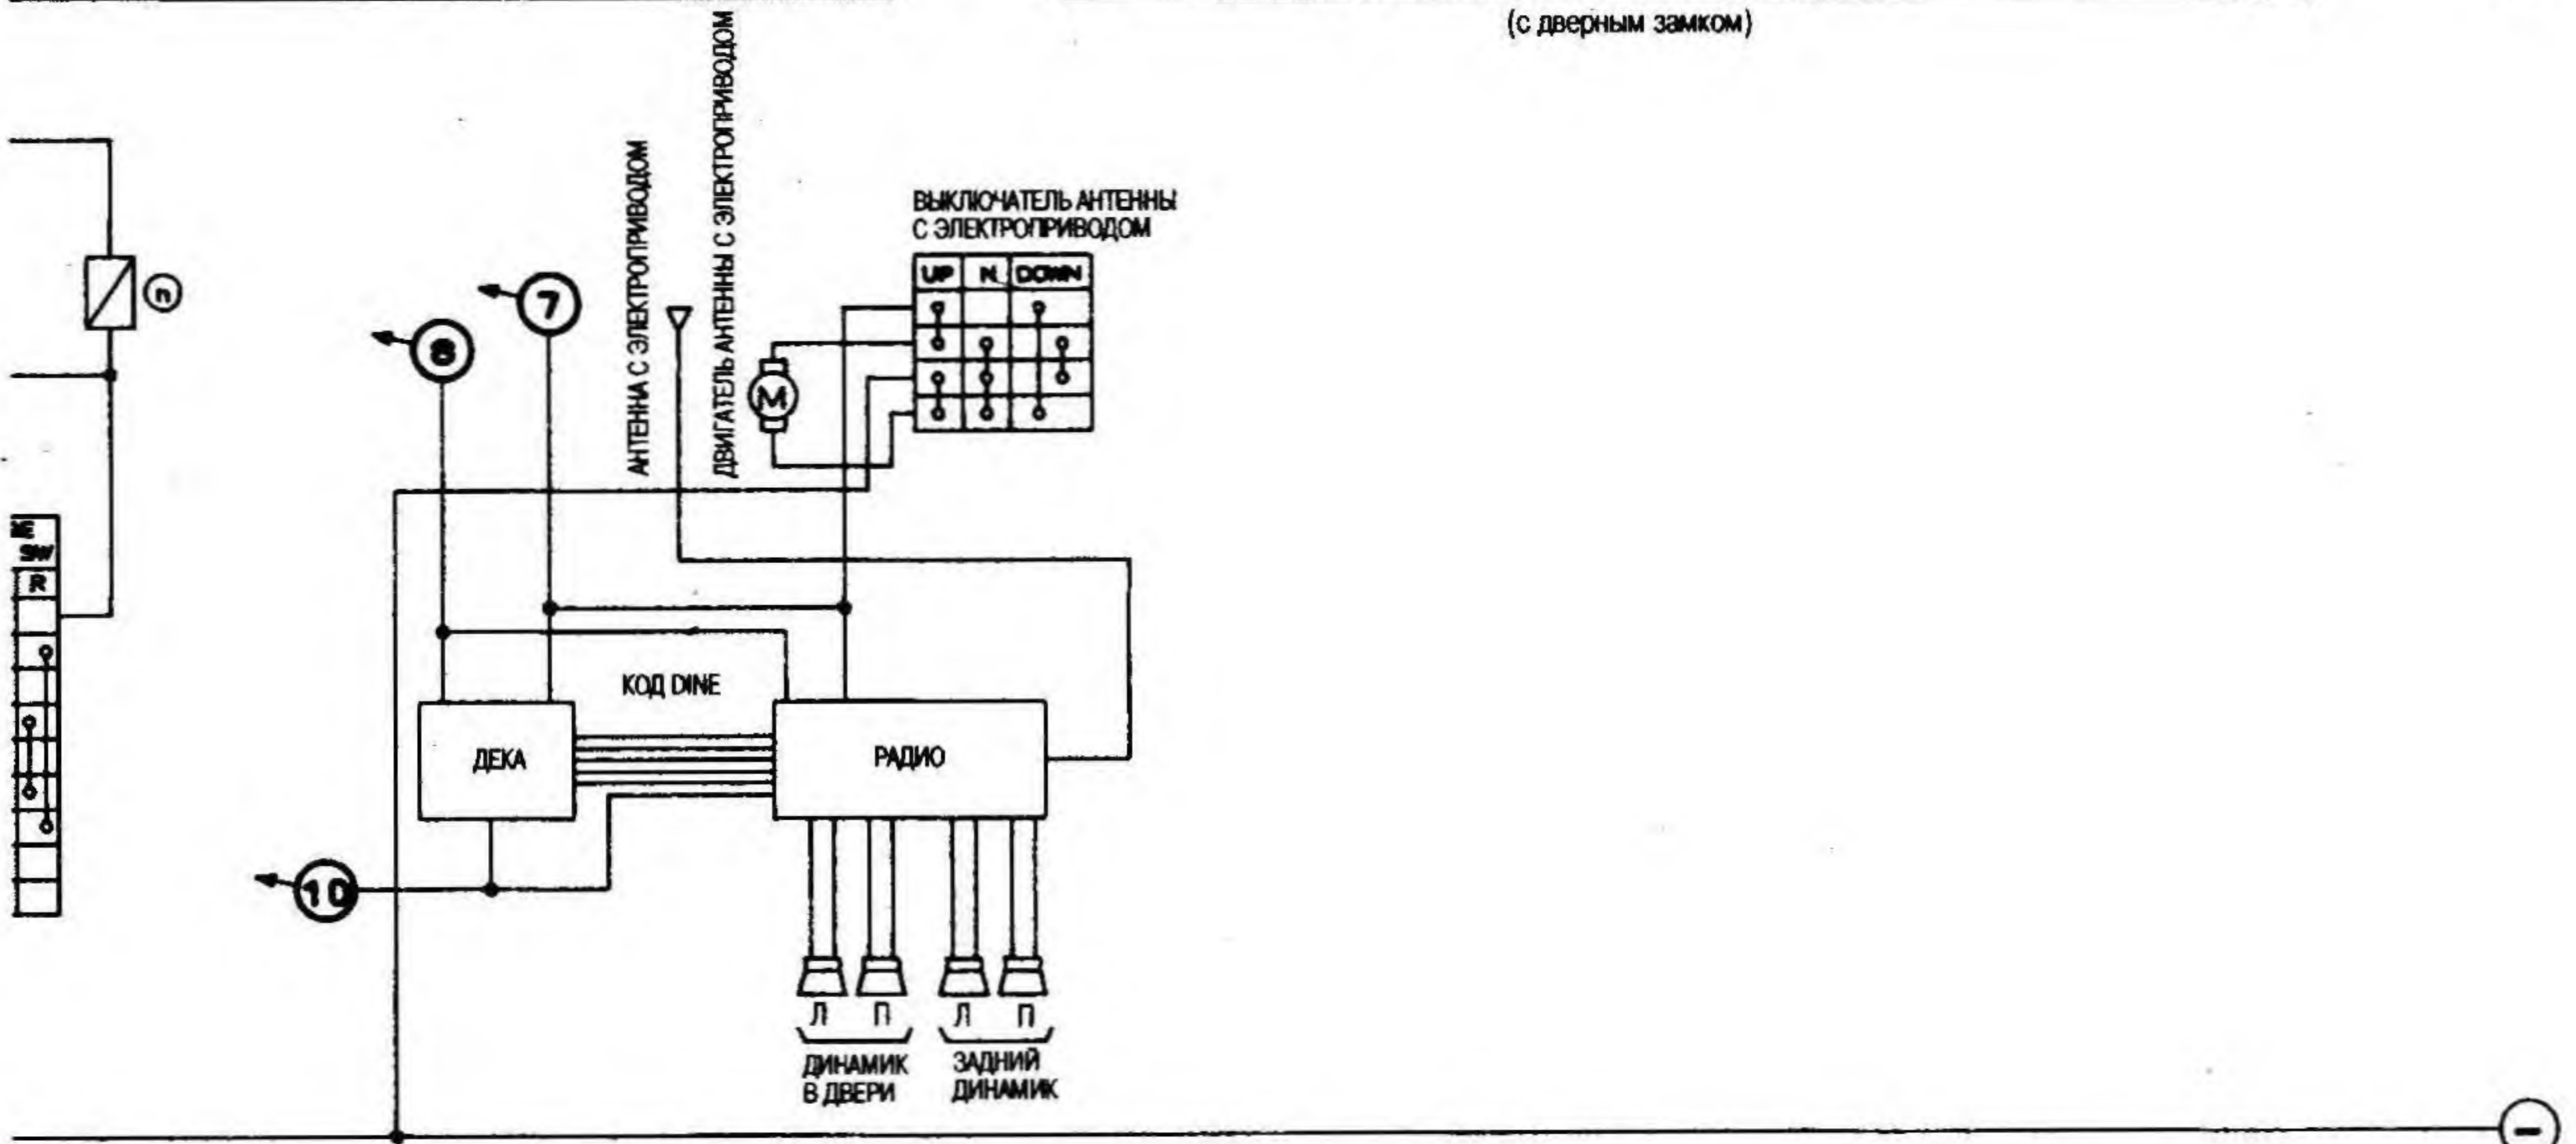 (с дверным замком)
АНТЕННА С ЭЛЕКТРОПРИВОДОМ
ДВИГАТЕЛЬ АНТЕННЫ С ЭЛЕКТРОПРИВОДОМ
ВЫКЛЮЧАТЕЛЬ АНТЕННЫ
С ЭЛЕКТРОПРИВОДОМ
UP N DOWN
n
7
M
SW
R
КОД DINE
ДЕКА
РАДИО
10
Л П Л П
ДИНАМИК
В ДВЕРИ
ЗАДНИЙ
ДИНАМИК
−